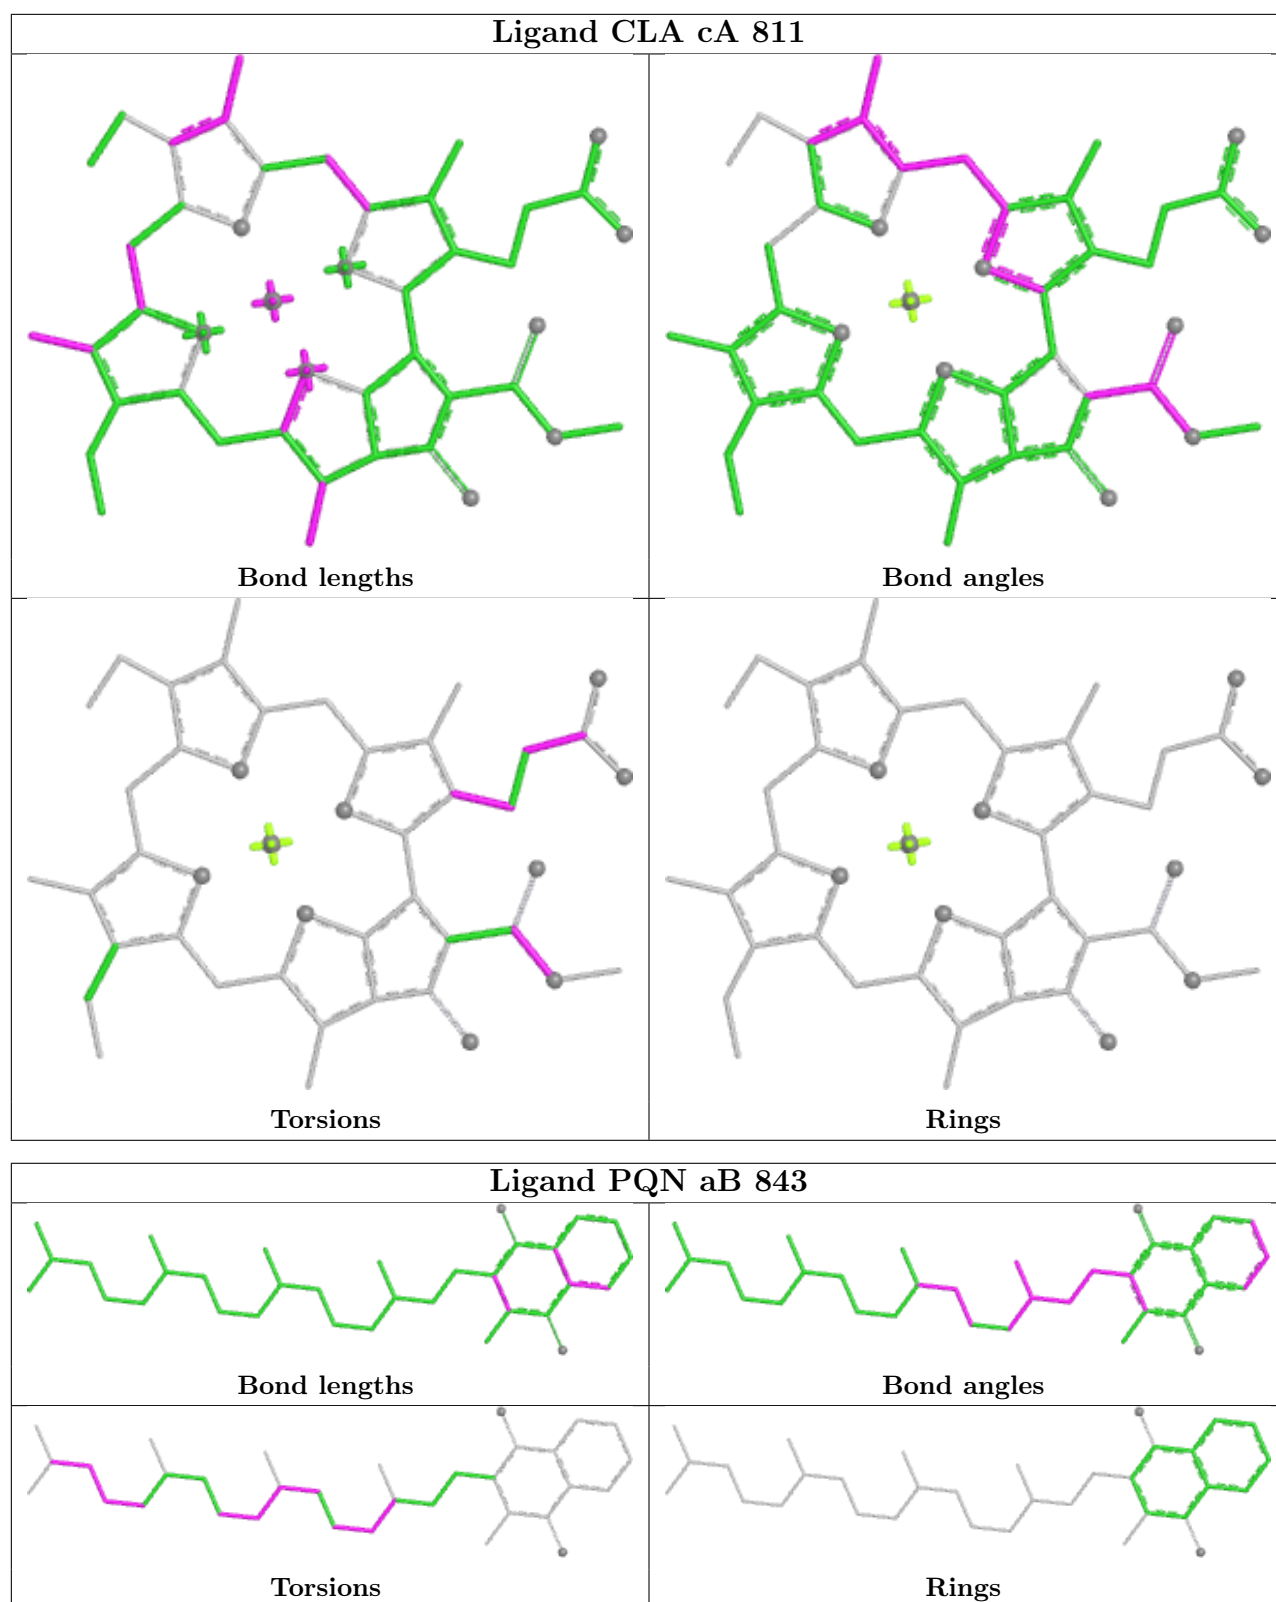 Ligand CLA cA 811
Bond lengths
Bond angles
Torsions
Rings
Ligand PQN aB 843
Bond lengths
Bond angles
Torsions
Rings